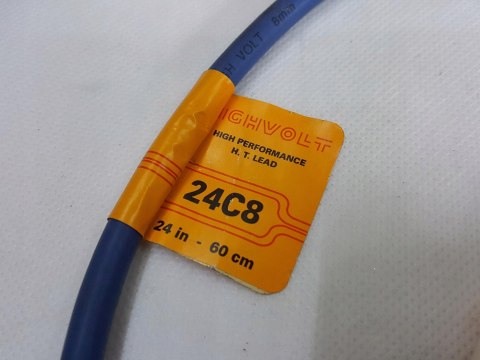 H VOLT 8mm
IGHVOLT
HIGH PERFORMANCE
H. T. LEAD
24C8
24 in - 60 cm